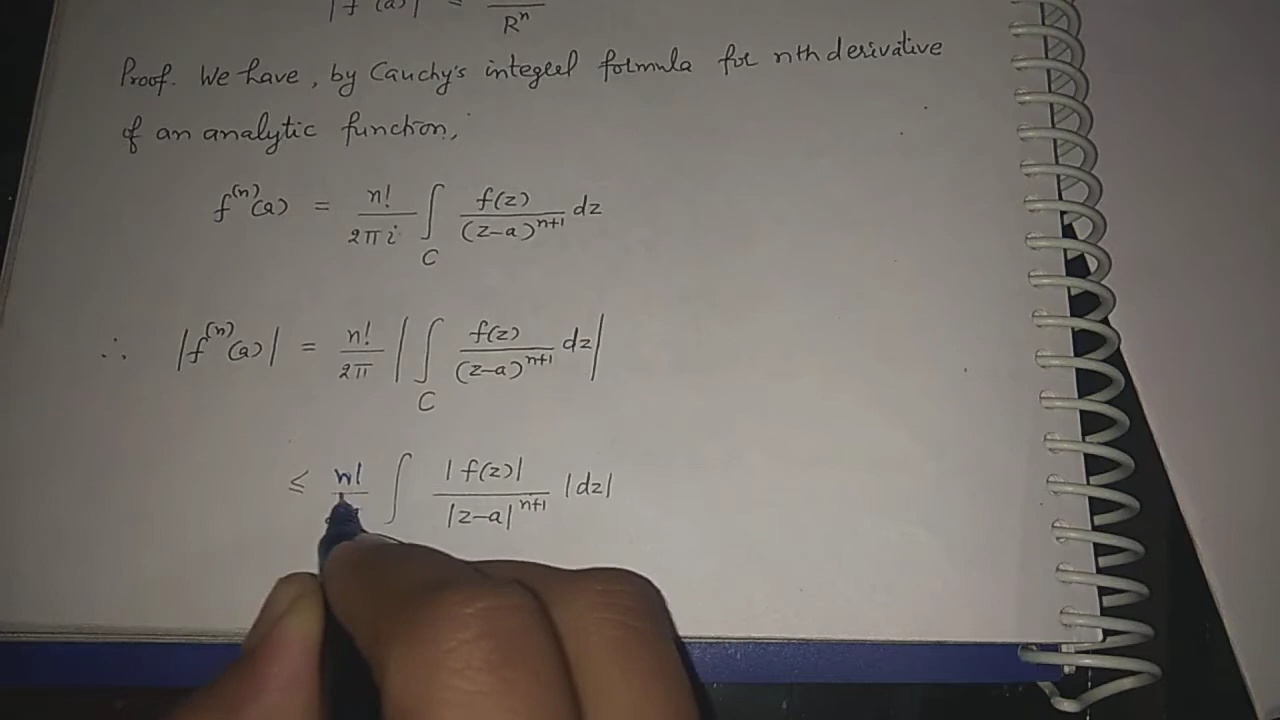 |f (a)| = ── R^n
Proof. We have, by Cauchy's integral formula for nth derivative
of an analytic function,
f^(n)(a) = n!/2πi ∫_C f(z)/(z-a)^n+1 dz
∴ |f^(n)(a)| = n!/2π |∫_C f(z)/(z-a)^n+1 dz|
≤ n! ∫ |f(z)|/|z-a|^n+1 |dz|